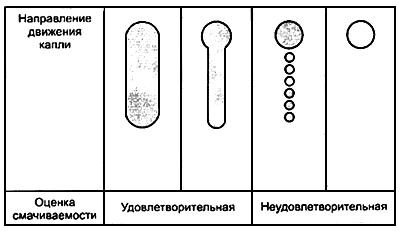 Направление
движения
капли
Оценка
смачиваемости
Удовлетворительная
Неудовлетворительная